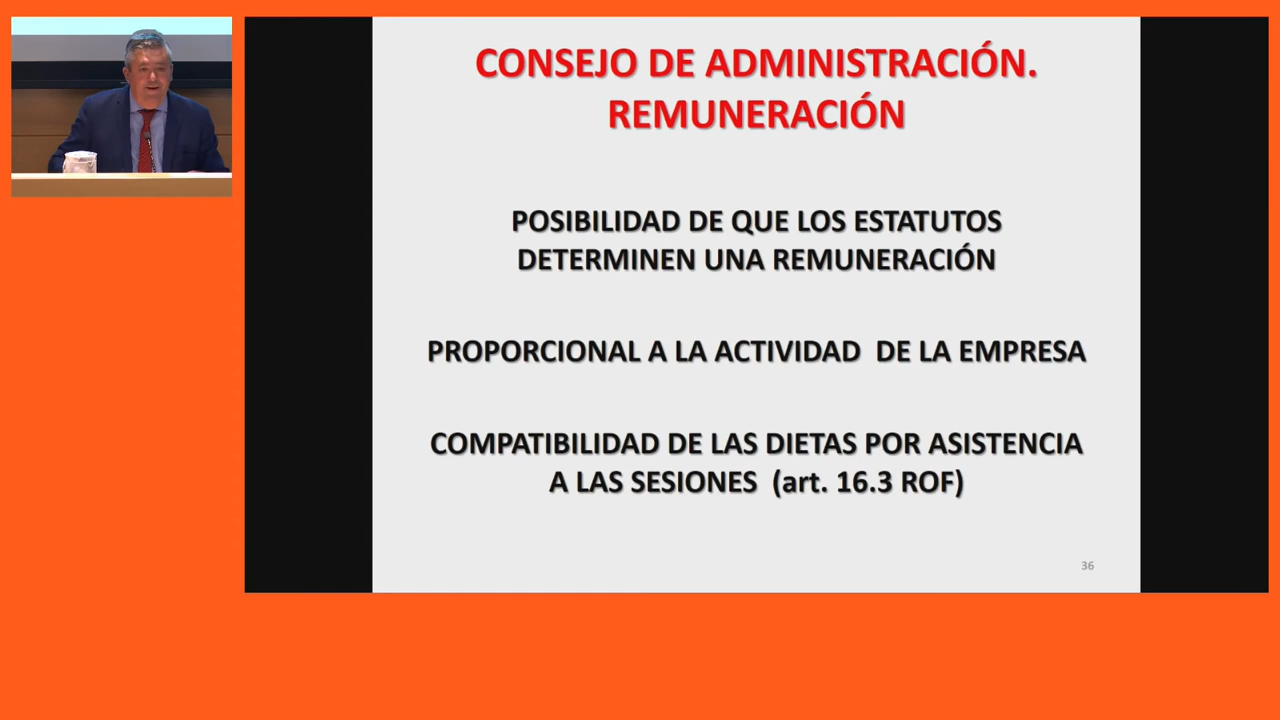 CONSEJO DE ADMINISTRACIÓN.
REMUNERACIÓN
POSIBILIDAD DE QUE LOS ESTATUTOS
DETERMINEN UNA REMUNERACIÓN
PROPORCIONAL A LA ACTIVIDAD  DE LA EMPRESA
COMPATIBILIDAD DE LAS DIETAS POR ASISTENCIA
A LAS SESIONES  (art. 16.3 ROF)
36